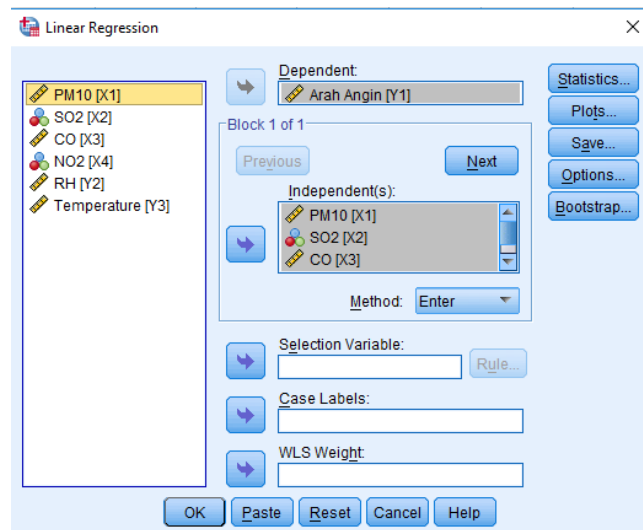 Linear Regression
PM10 [X1]
SO2 [X2]
CO [X3]
NO2 [X4]
RH [Y2]
Temperature [Y3]
Dependent:
Arah Angin [Y1]
Block 1 of 1
Previous
Next
Independent(s):
PM10 [X1]
SO2 [X2]
CO [X3]
Method: Enter
Selection Variable:
Rule...
Case Labels:
WLS Weight:
Statistics...
Plots...
Save...
Options...
Bootstrap...
OK Paste Reset Cancel Help